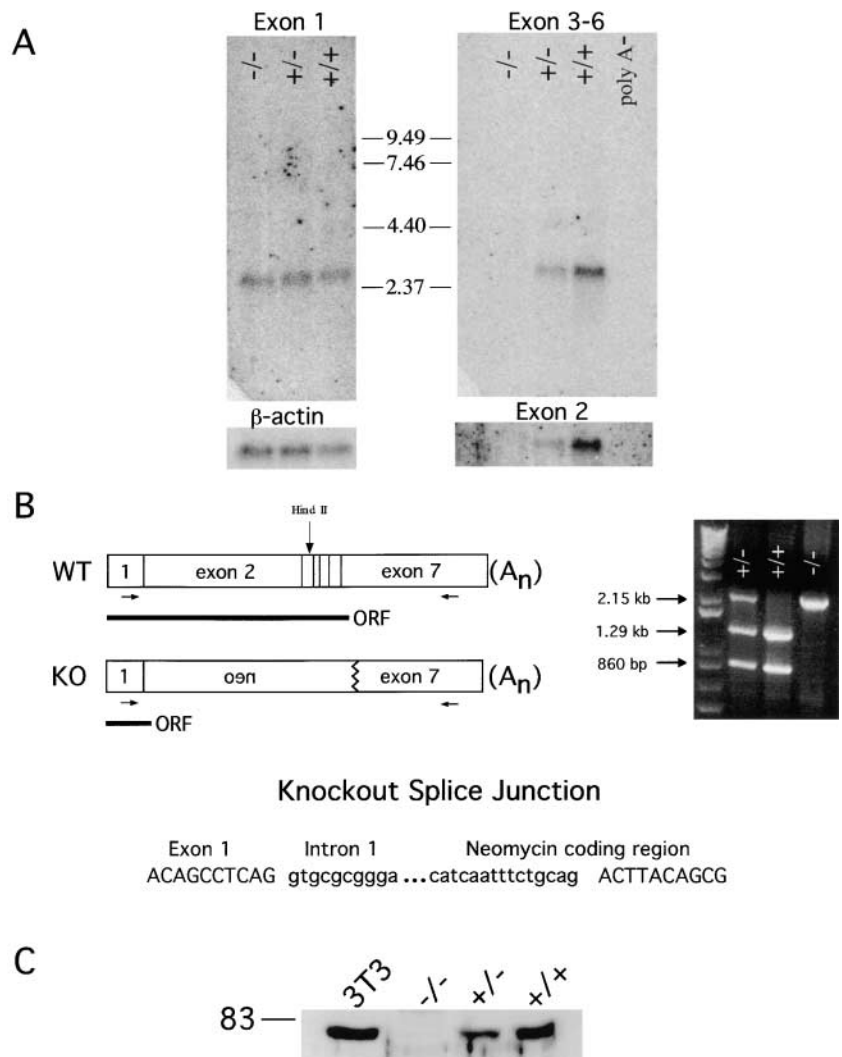 A
Exon 1
Exon 3-6
-/- +/- +/+
-/- +/- +/+ poly A-
9.49
7.46
4.40
2.37
β-actin
Exon 2
B
Hind II
WT 1 exon 2 exon 7 (An)
ORF
KO 1 neo exon 7 (An)
ORF
+/- +/+ -/-
2.15 kb
1.29 kb
860 bp
Knockout Splice Junction
Exon 1 Intron 1 Neomycin coding region
ACAGCCTCAG gtgcgcggga ... catcaatttctgcag ACTTACAGCG
C
3T3 -/- +/- +/+
83